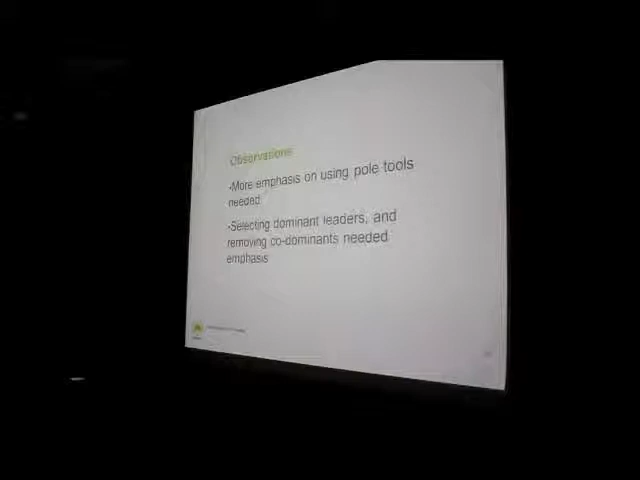 Observations
-More emphasis on using pole tools
needed
-Selecting dominant leaders, and
removing co-dominants needed
emphasis